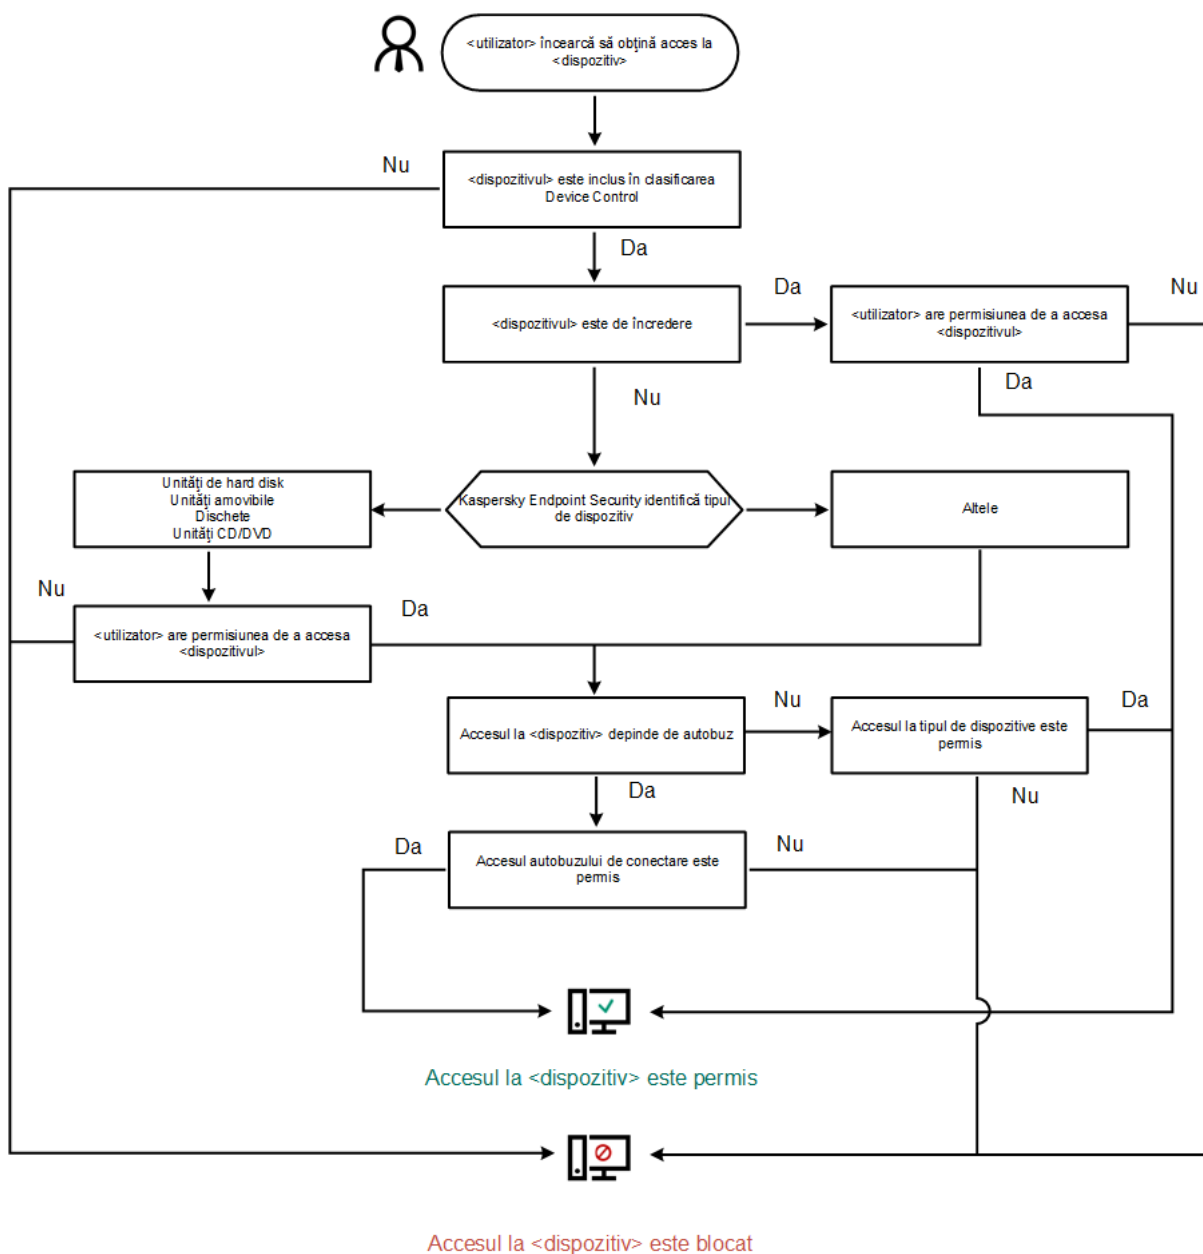 <utilizator> încearcă să obțină acces la
<dispozitiv>
Nu
<dispozitivul> este inclus în clasificarea
Device Control
Da
Da
Nu
<dispozitivul> este de încredere
<utilizator> are permisiunea de a accesa
<dispozitivul>
Nu
Da
Unități de hard disk
Unități amovibile
Dischete
Unități CD/DVD
Kaspersky Endpoint Security identifică tipul
de dispozitiv
Altele
Nu
Da
<utilizator> are permisiunea de a accesa
<dispozitivul>
Nu
Da
Accesul la <dispozitiv> depinde de autobuz
Accesul la tipul de dispozitive este
permis
Da
Nu
Da
Nu
Accesul autobuzului de conectare este
permis
Accesul la <dispozitiv> este permis
Accesul la <dispozitiv> este blocat